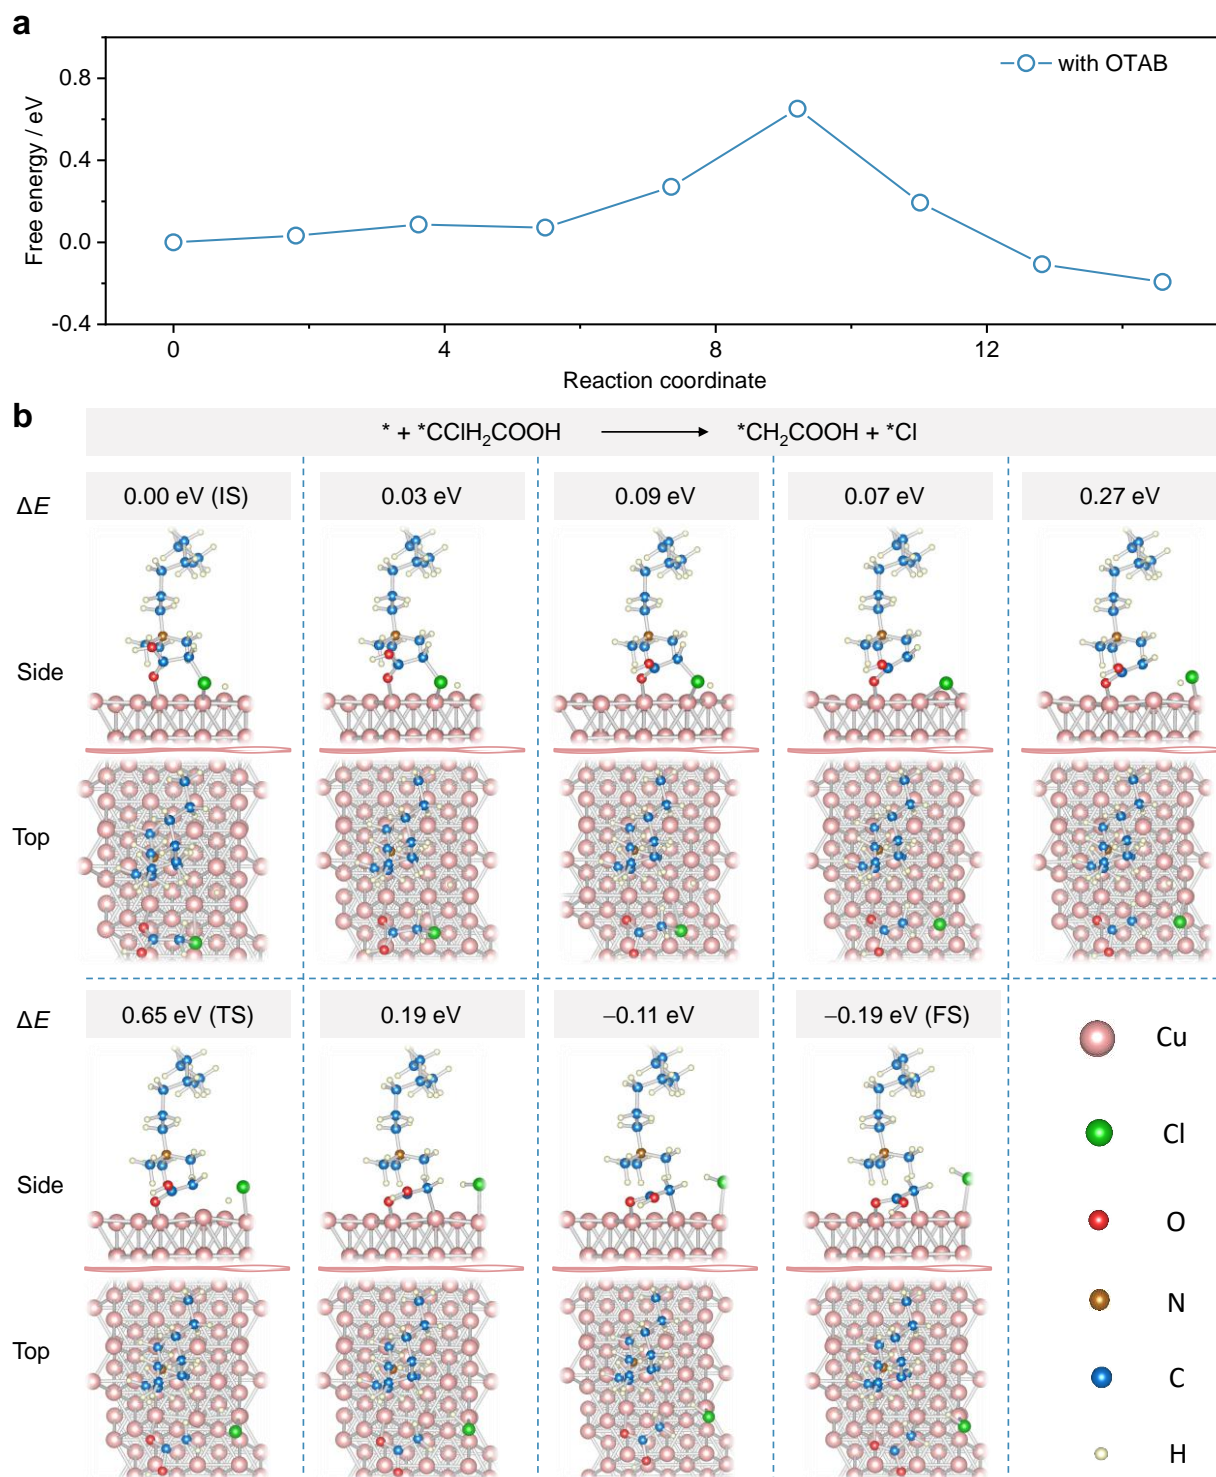 a
with OTAB
Free energy / eV
0.8
0.4
0.0
-0.4
0 4 8 12
Reaction coordinate
b
* + *CClH₂COOH ⟶ *CH₂COOH + *Cl
ΔE 0.00 eV (IS) 0.03 eV 0.09 eV 0.07 eV 0.27 eV
Side
Top
ΔE 0.65 eV (TS) 0.19 eV −0.11 eV −0.19 eV (FS)
Side
Top
Cu
Cl
O
N
C
H